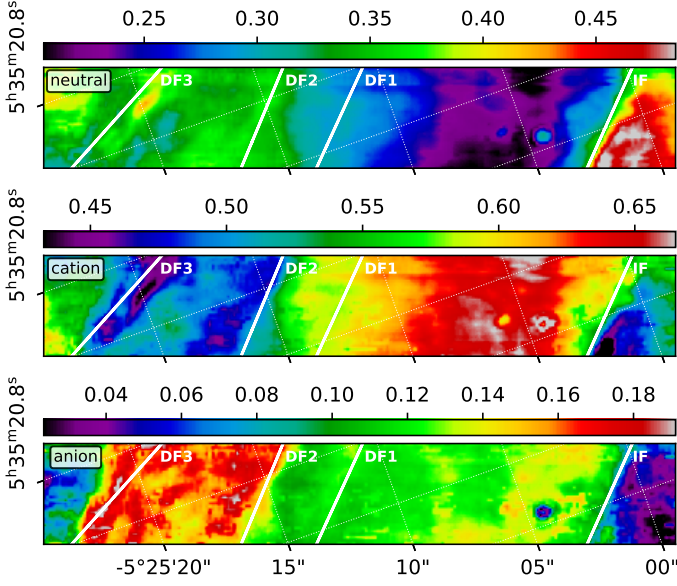 0.25 0.30 0.35 0.40 0.45
5ʰ35ᵐ20.8ˢ
neutral DF3 DF2 DF1 IF
0.45 0.50 0.55 0.60 0.65
5ʰ35ᵐ20.8ˢ
cation DF3 DF2 DF1 IF
0.04 0.06 0.08 0.10 0.12 0.14 0.16 0.18
5ʰ35ᵐ20.8ˢ
anion DF3 DF2 DF1 IF
-5°25'20" 15" 10" 05" 00"